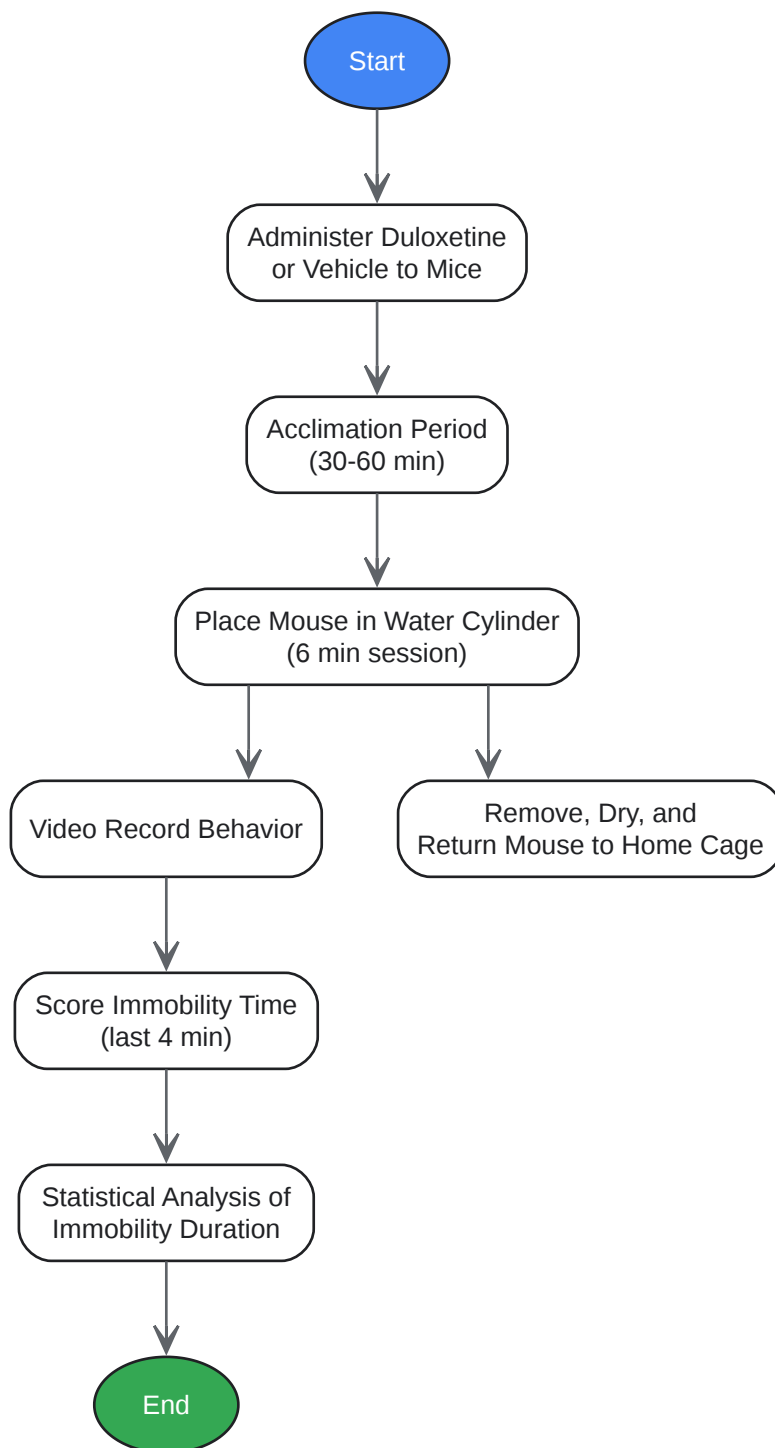 Start
Administer Duloxetine
or Vehicle to Mice
Acclimation Period
(30-60 min)
Place Mouse in Water Cylinder
(6 min session)
Video Record Behavior
Remove, Dry, and
Return Mouse to Home Cage
Score Immobility Time
(last 4 min)
Statistical Analysis of
Immobility Duration
End